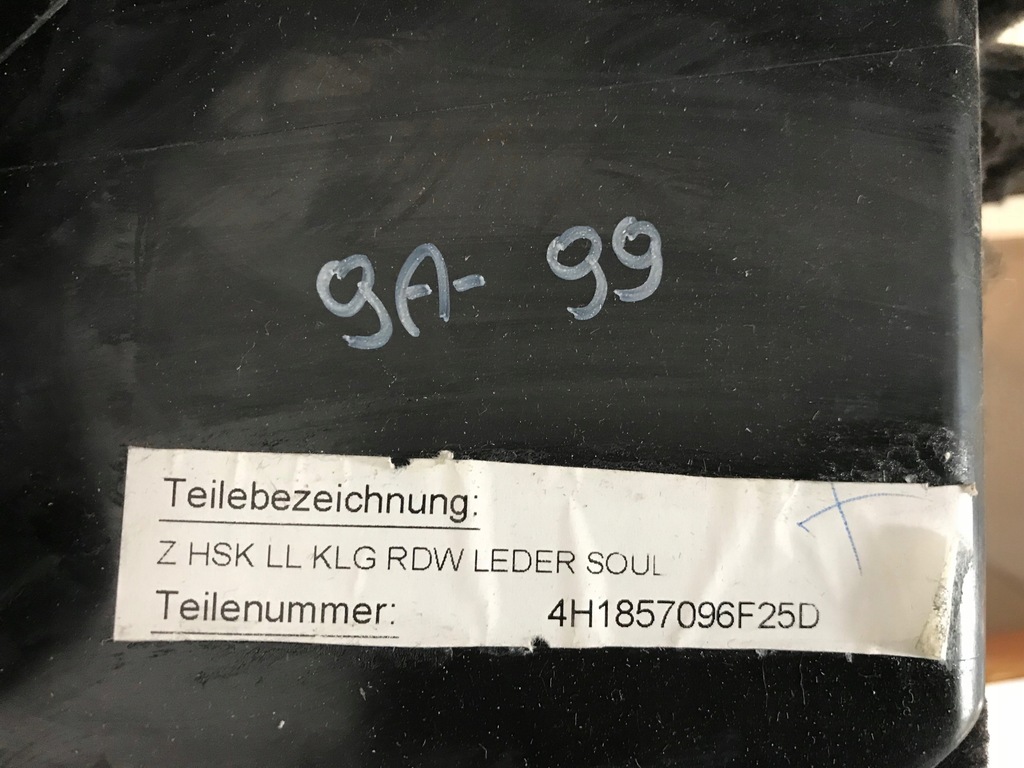 9A- 99
Teilebezeichnung:
Z HSK LL KLG RDW LEDER SOUL
Teilenummer: 4H1857096F25D